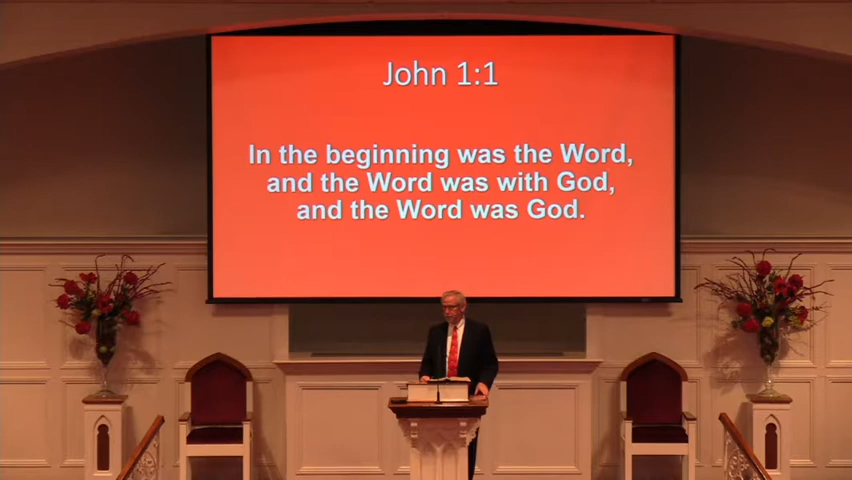 John 1:1
In the beginning was the Word,
and the Word was with God,
and the Word was God.